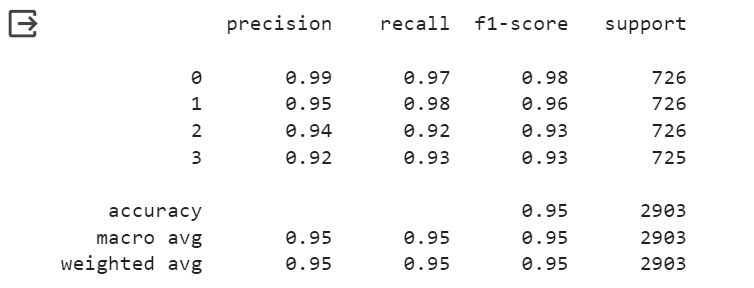 precision recall f1-score support
0 0.99 0.97 0.98 726
1 0.95 0.98 0.96 726
2 0.94 0.92 0.93 726
3 0.92 0.93 0.93 725
accuracy 0.95 2903
macro avg 0.95 0.95 0.95 2903
weighted avg 0.95 0.95 0.95 2903